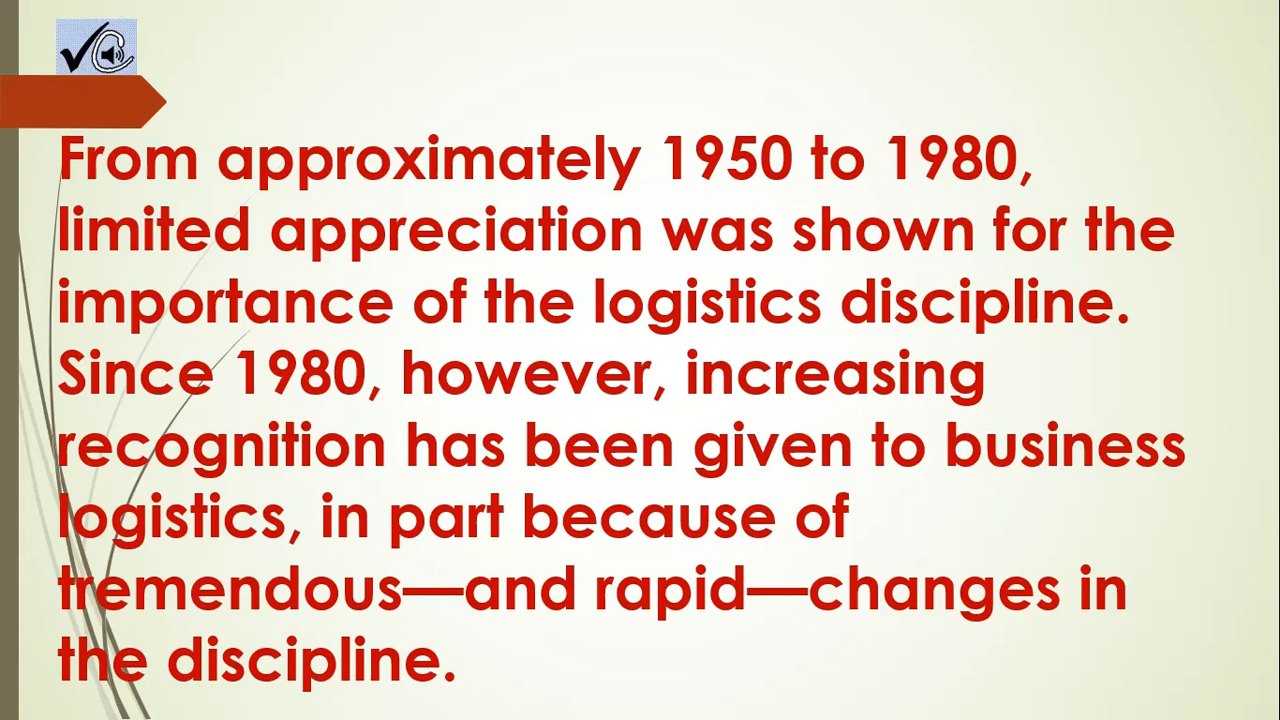 From approximately 1950 to 1980,
limited appreciation was shown for the
importance of the logistics discipline.
Since 1980, however, increasing
recognition has been given to business
logistics, in part because of
tremendous—and rapid—changes in
the discipline.